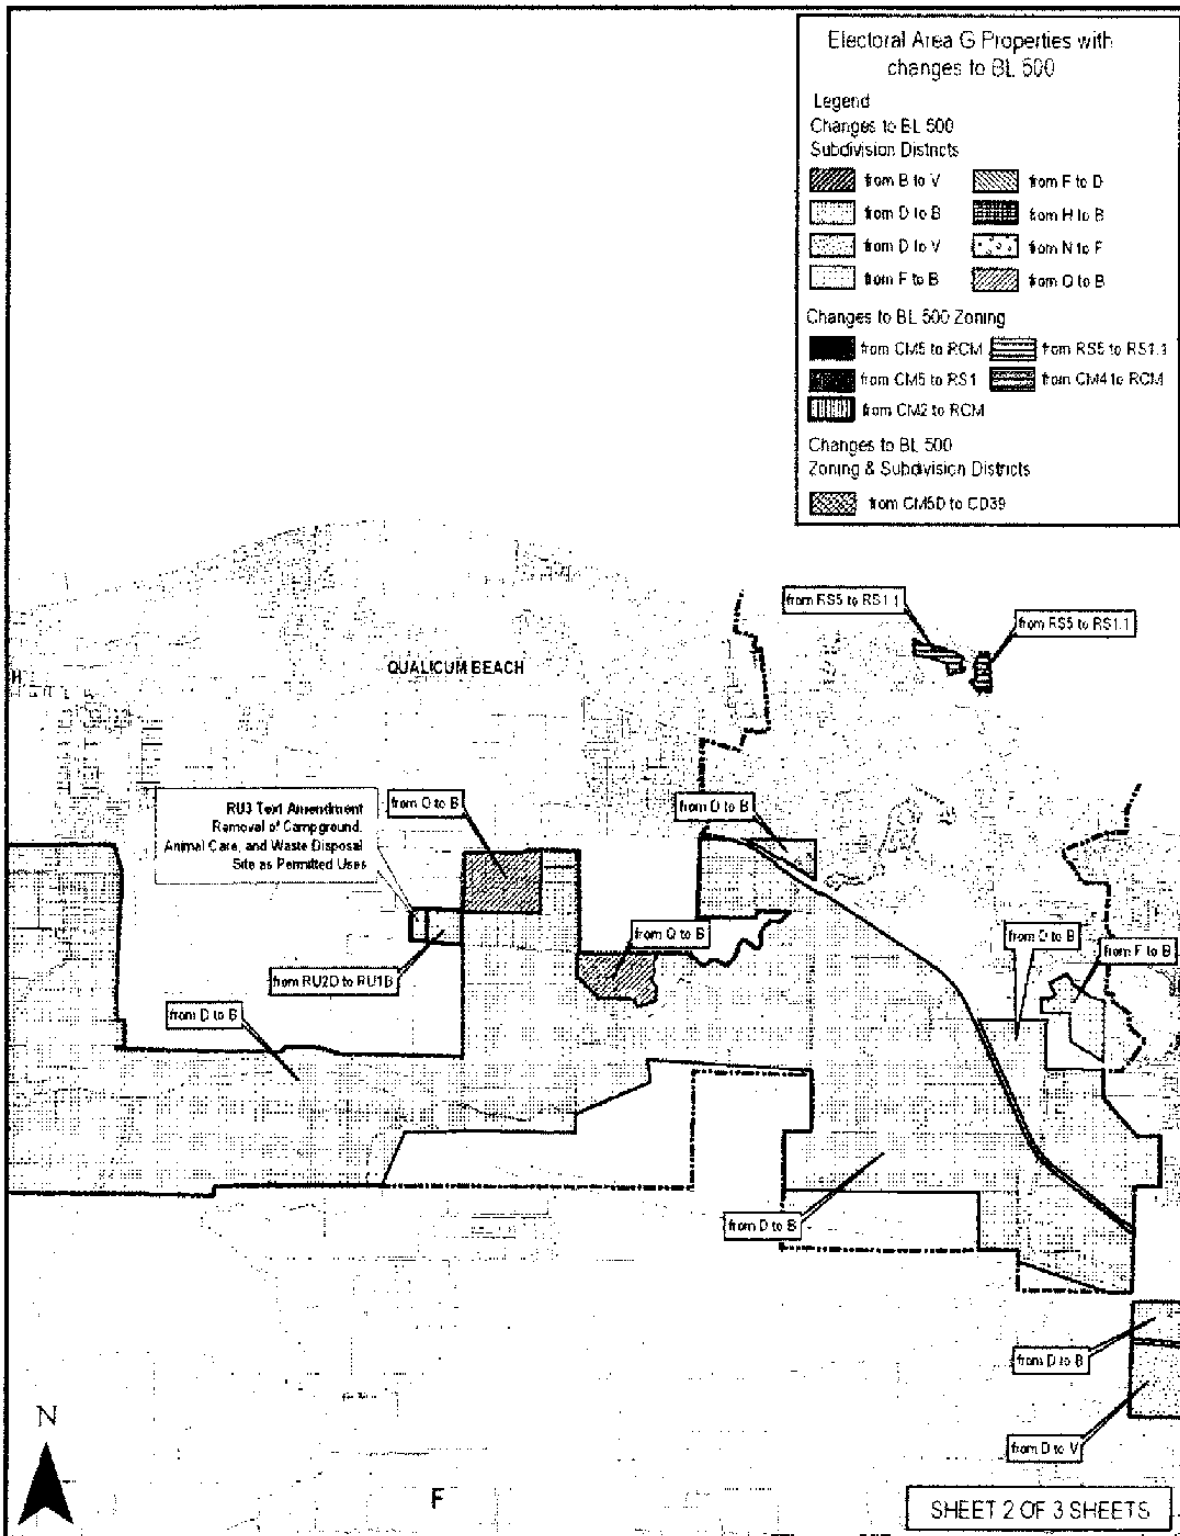 Electoral Area G Properties with
changes to BL 500
Legend
Changes to BL 500
Subdivision Districts
from B to V
from F to D
from D to B
from H to B
from D to V
from N to F
from F to B
from Q to B
Changes to BL 500 Zoning
from CM5 to RCM
from RS5 to RS1.1
from CM5 to RS1
from CM4 to RCM
from CM2 to RCM
Changes to BL 500
Zoning & Subdivision Districts
from CM5D to CD39
from RS5 to RS1.1
from RS5 to RS1.1
QUALICUM BEACH
RU3 Text Amendment
Removal of Campground,
Animal Care, and Waste Disposal
Site as Permitted Uses
from Q to B
from D to B
from Q to B
from D to B
from F to B
from RU2D to RU1B
from D to B
from D to B
from D to B
from D to V
N
F
SHEET 2 OF 3 SHEETS